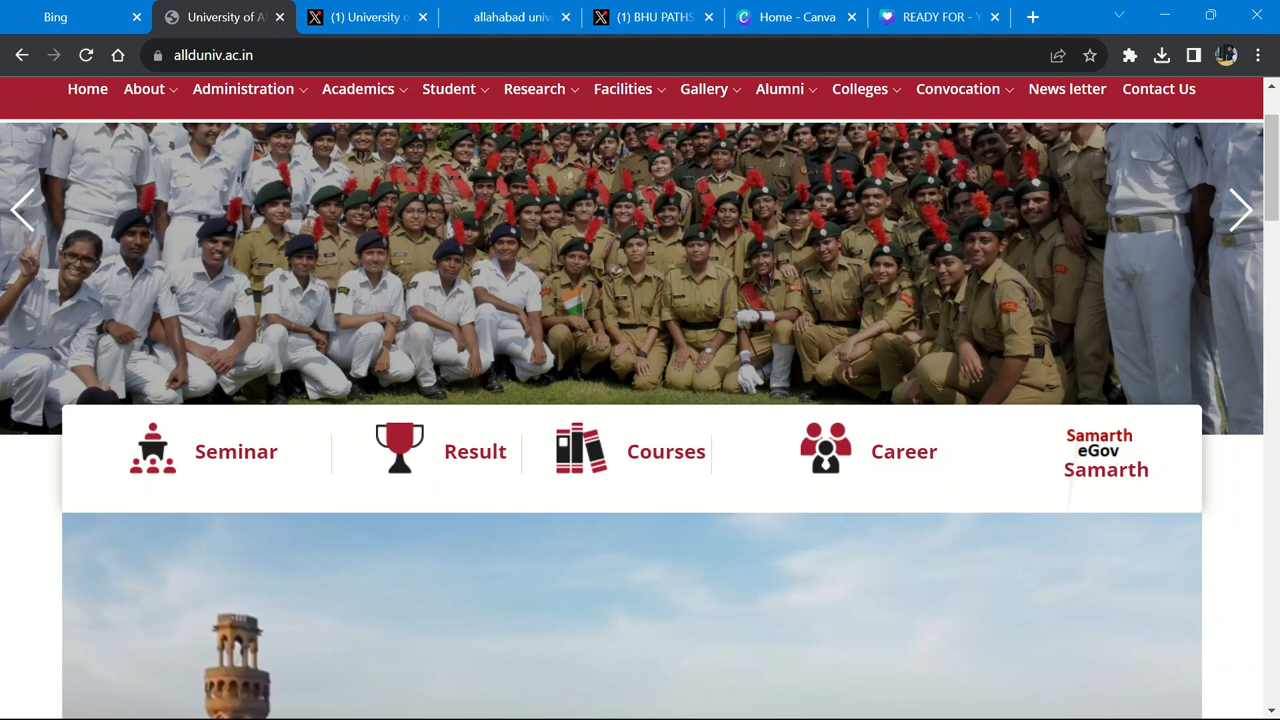 Bing
University of A
(1) University o
allahabad univ
(1) BHU PATHS
Home - Canva
READY FOR - Y
allduniv.ac.in
Home About Administration Academics Student Research Facilities Gallery Alumni Colleges Convocation News letter Contact Us
Seminar
Result
Courses
Career
Samarth
eGov
Samarth